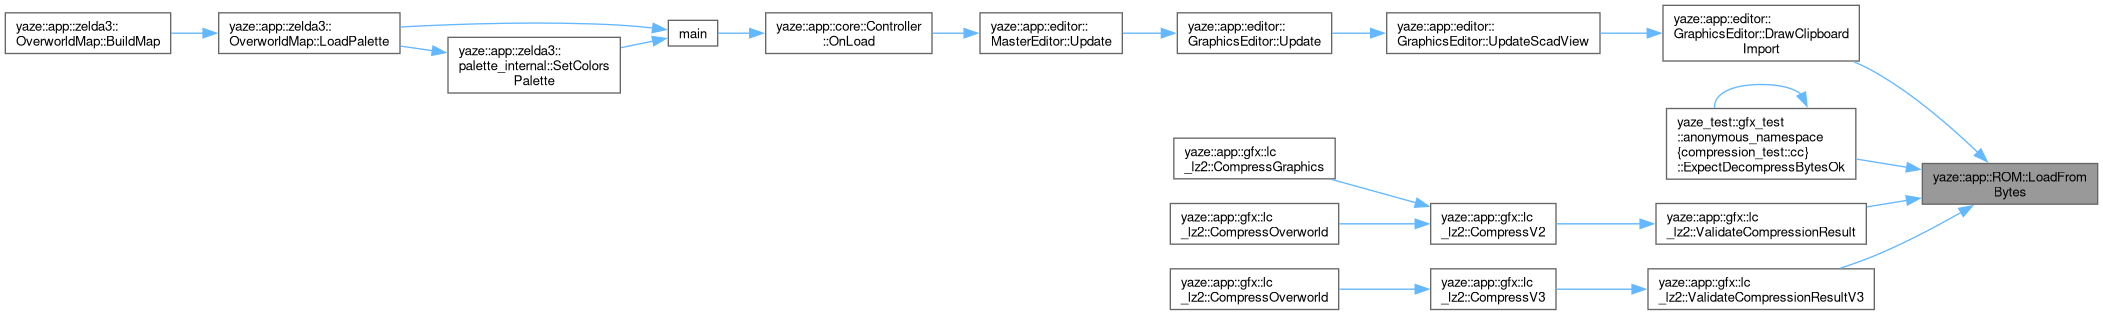 yaze::app::zelda3::
OverworldMap::BuildMap
yaze::app::zelda3::
OverworldMap::LoadPalette
yaze::app::zelda3::
palette_internal::SetColors
Palette
main
yaze::app::core::Controller
::OnLoad
yaze::app::editor::
MasterEditor::Update
yaze::app::editor::
GraphicsEditor::Update
yaze::app::editor::
GraphicsEditor::UpdateScadView
yaze::app::editor::
GraphicsEditor::DrawClipboard
Import
yaze_test::gfx_test
::anonymous_namespace
{compression_test::cc}
::ExpectDecompressBytesOk
yaze::app::ROM::LoadFrom
Bytes
yaze::app::gfx::lc
_lz2::CompressGraphics
yaze::app::gfx::lc
_lz2::CompressOverworld
yaze::app::gfx::lc
_lz2::CompressV2
yaze::app::gfx::lc
_lz2::ValidateCompressionResult
yaze::app::gfx::lc
_lz2::CompressOverworld
yaze::app::gfx::lc
_lz2::CompressV3
yaze::app::gfx::lc
_lz2::ValidateCompressionResultV3